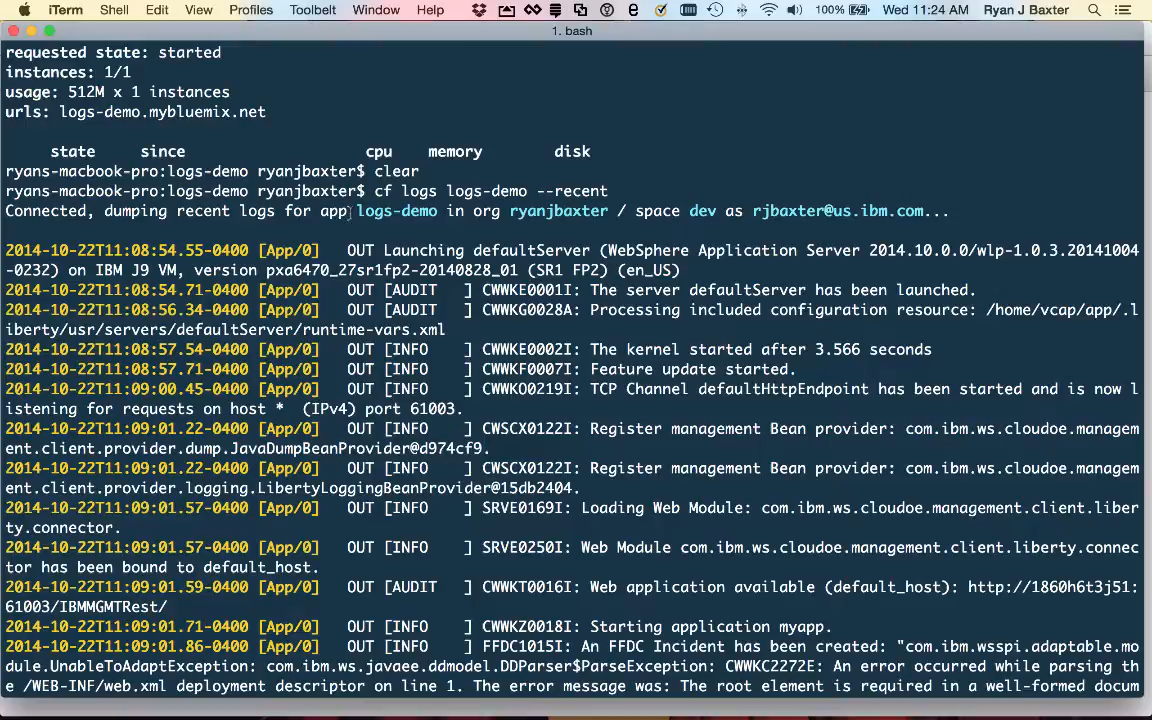 iTerm Shell Edit View Profiles Toolbelt Window Help 100% Wed 11:24 AM Ryan J Baxter
1. bash
requested state: started
instances: 1/1
usage: 512M x 1 instances
urls: logs-demo.mybluemix.net
state since cpu memory disk
ryans-macbook-pro:logs-demo ryanjbaxter$ clear
ryans-macbook-pro:logs-demo ryanjbaxter$ cf logs logs-demo --recent
Connected, dumping recent logs for app logs-demo in org ryanjbaxter / space dev as rjbaxter@us.ibm.com...
2014-10-22T11:08:54.55-0400 [App/0] OUT Launching defaultServer (WebSphere Application Server 2014.10.0.0/wlp-1.0.3.20141004
-0232) on IBM J9 VM, version pxa6470_27sr1fp2-20140828_01 (SR1 FP2) (en_US)
2014-10-22T11:08:54.71-0400 [App/0] OUT [AUDIT ] CWWKE0001I: The server defaultServer has been launched.
2014-10-22T11:08:56.34-0400 [App/0] OUT [AUDIT ] CWWKG0028A: Processing included configuration resource: /home/vcap/app/.l
iberty/usr/servers/defaultServer/runtime-vars.xml
2014-10-22T11:08:57.54-0400 [App/0] OUT [INFO ] CWWKE0002I: The kernel started after 3.566 seconds
2014-10-22T11:08:57.71-0400 [App/0] OUT [INFO ] CWWKF0007I: Feature update started.
2014-10-22T11:09:00.45-0400 [App/0] OUT [INFO ] CWWKO0219I: TCP Channel defaultHttpEndpoint has been started and is now l
istening for requests on host * (IPv4) port 61003.
2014-10-22T11:09:01.22-0400 [App/0] OUT [INFO ] CWSCX0122I: Register management Bean provider: com.ibm.ws.cloudoe.managem
ent.client.provider.dump.JavaDumpBeanProvider@d974cf9.
2014-10-22T11:09:01.22-0400 [App/0] OUT [INFO ] CWSCX0122I: Register management Bean provider: com.ibm.ws.cloudoe.managem
ent.client.provider.logging.LibertyLoggingBeanProvider@15db2404.
2014-10-22T11:09:01.57-0400 [App/0] OUT [INFO ] SRVE0169I: Loading Web Module: com.ibm.ws.cloudoe.management.client.liber
ty.connector.
2014-10-22T11:09:01.57-0400 [App/0] OUT [INFO ] SRVE0250I: Web Module com.ibm.ws.cloudoe.management.client.liberty.connec
tor has been bound to default_host.
2014-10-22T11:09:01.59-0400 [App/0] OUT [AUDIT ] CWWKT0016I: Web application available (default_host): http://1860h6t3j51:
61003/IBMMGMTRest/
2014-10-22T11:09:01.71-0400 [App/0] OUT [INFO ] CWWKZ0018I: Starting application myapp.
2014-10-22T11:09:01.86-0400 [App/0] OUT [INFO ] FFDC1015I: An FFDC Incident has been created: "com.ibm.wsspi.adaptable.mo
dule.UnableToAdaptException: com.ibm.ws.javaee.ddmodel.DDParser$ParseException: CWWKC2272E: An error occurred while parsing th
e /WEB-INF/web.xml deployment descriptor on line 1. The error message was: The root element is required in a well-formed docum